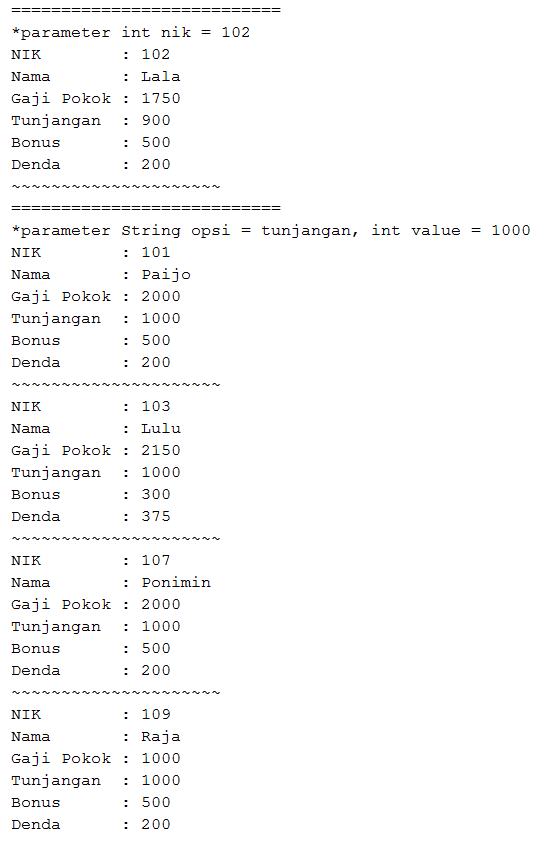 ===========================
*parameter int nik = 102
NIK        : 102
Nama       : Lala
Gaji Pokok : 1750
Tunjangan  : 900
Bonus      : 500
Denda      : 200
~~~~~~~~~~~~~~~~~~~~~
===========================
*parameter String opsi = tunjangan, int value = 1000
NIK        : 101
Nama       : Paijo
Gaji Pokok : 2000
Tunjangan  : 1000
Bonus      : 500
Denda      : 200
~~~~~~~~~~~~~~~~~~~~~
NIK        : 103
Nama       : Lulu
Gaji Pokok : 2150
Tunjangan  : 1000
Bonus      : 300
Denda      : 375
~~~~~~~~~~~~~~~~~~~~~
NIK        : 107
Nama       : Ponimin
Gaji Pokok : 2000
Tunjangan  : 1000
Bonus      : 500
Denda      : 200
~~~~~~~~~~~~~~~~~~~~~
NIK        : 109
Nama       : Raja
Gaji Pokok : 1000
Tunjangan  : 1000
Bonus      : 500
Denda      : 200